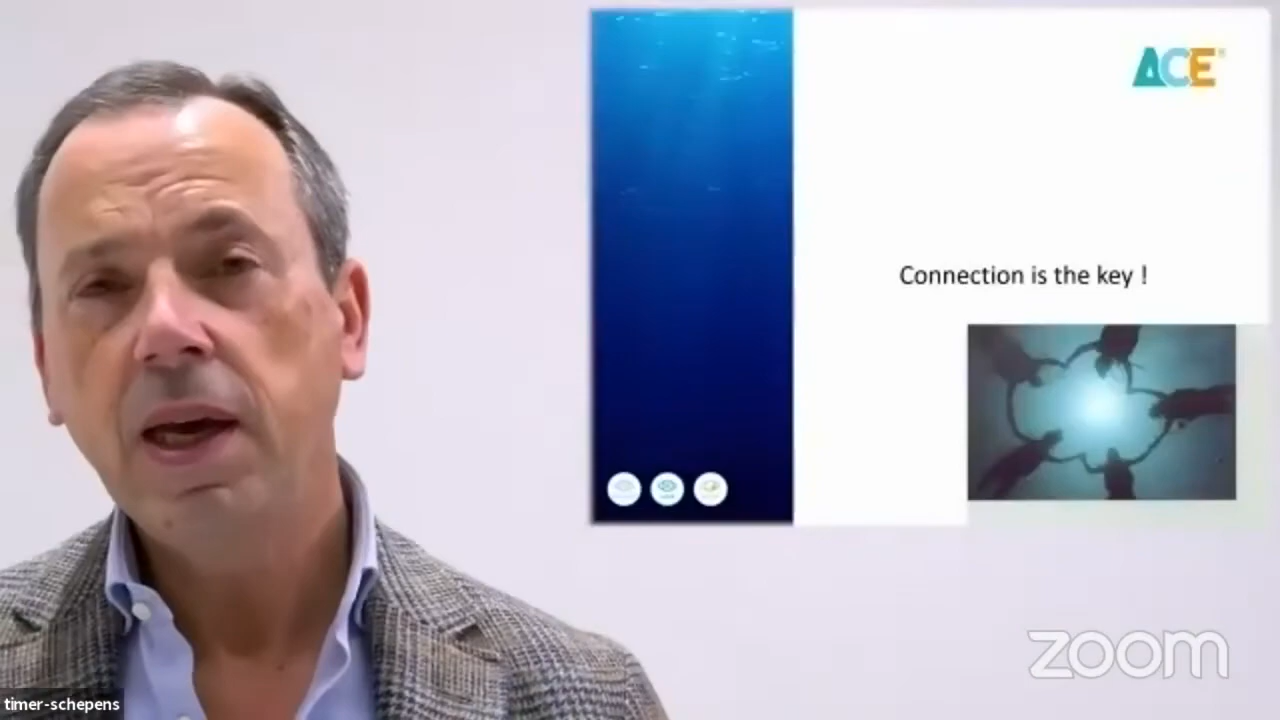 ACE
Connection is the key !
zoom
timer-schepens